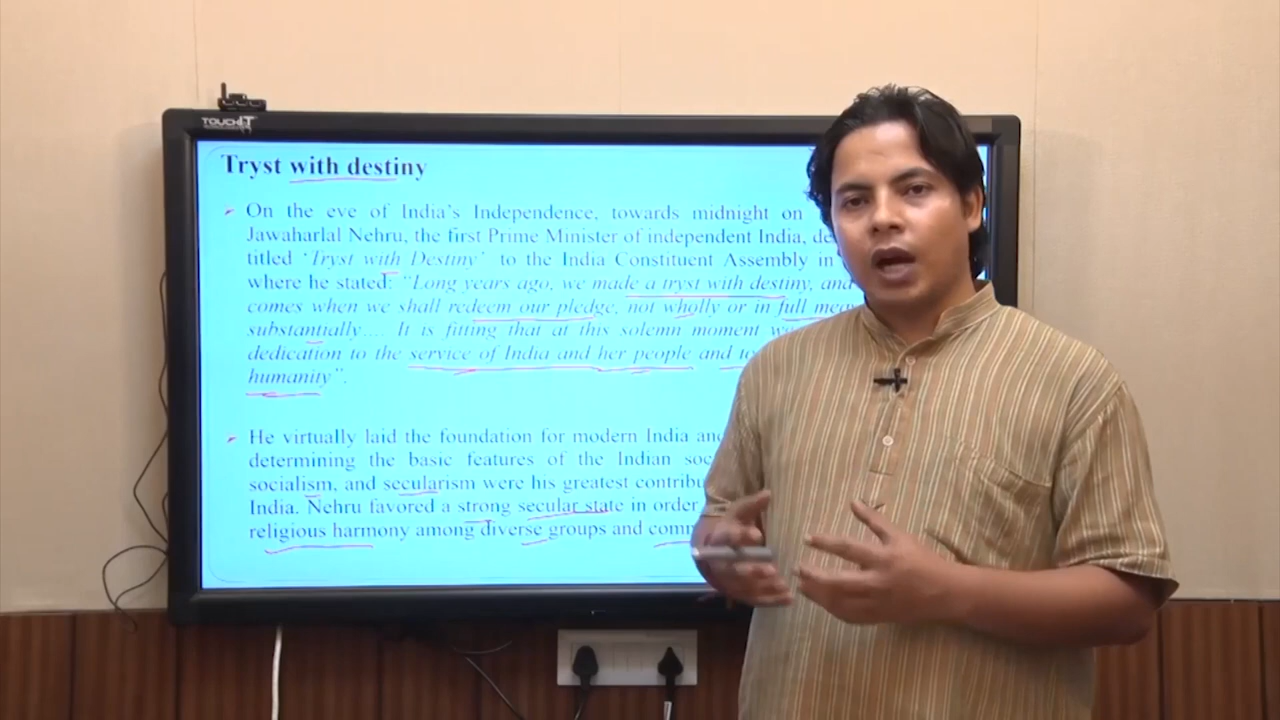 TOUCHIT
Tryst with destiny
On the eve of India's Independence, towards midnight on
Jawaharlal Nehru, the first Prime Minister of independent India,
titled 'Tryst with Destiny' to the India Constituent Assembly in
where he stated: "Long years ago, we made a tryst with destiny, and
comes when we shall redeem our pledge, not wholly or in full
substantially.... It is fitting that at this solemn moment
dedication to the service of India and her people and
humanity".
He virtually laid the foundation for modern India
determining the basic features of the Indian
socialism, and secularism were his greatest
India. Nehru favored a strong secular state in order
religious harmony among diverse groups and